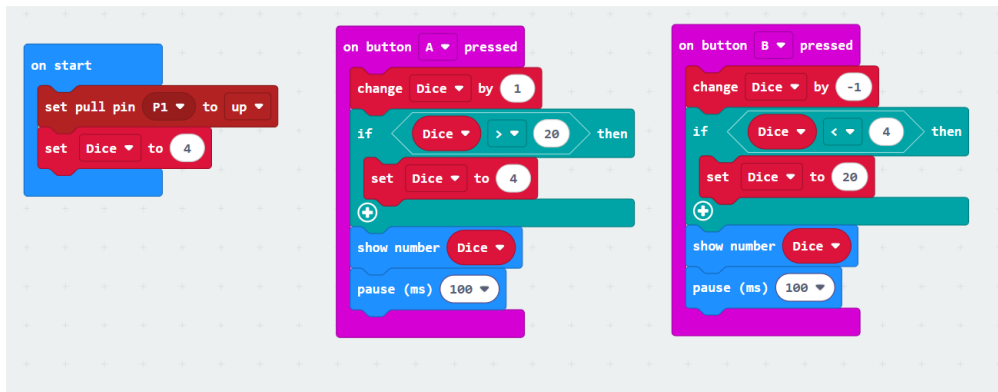 on start
set pull pin P1 to up
set Dice to 4
on button A pressed
change Dice by 1
if Dice > 20 then
set Dice to 4
show number Dice
pause (ms) 100
on button B pressed
change Dice by -1
if Dice < 4 then
set Dice to 20
show number Dice
pause (ms) 100